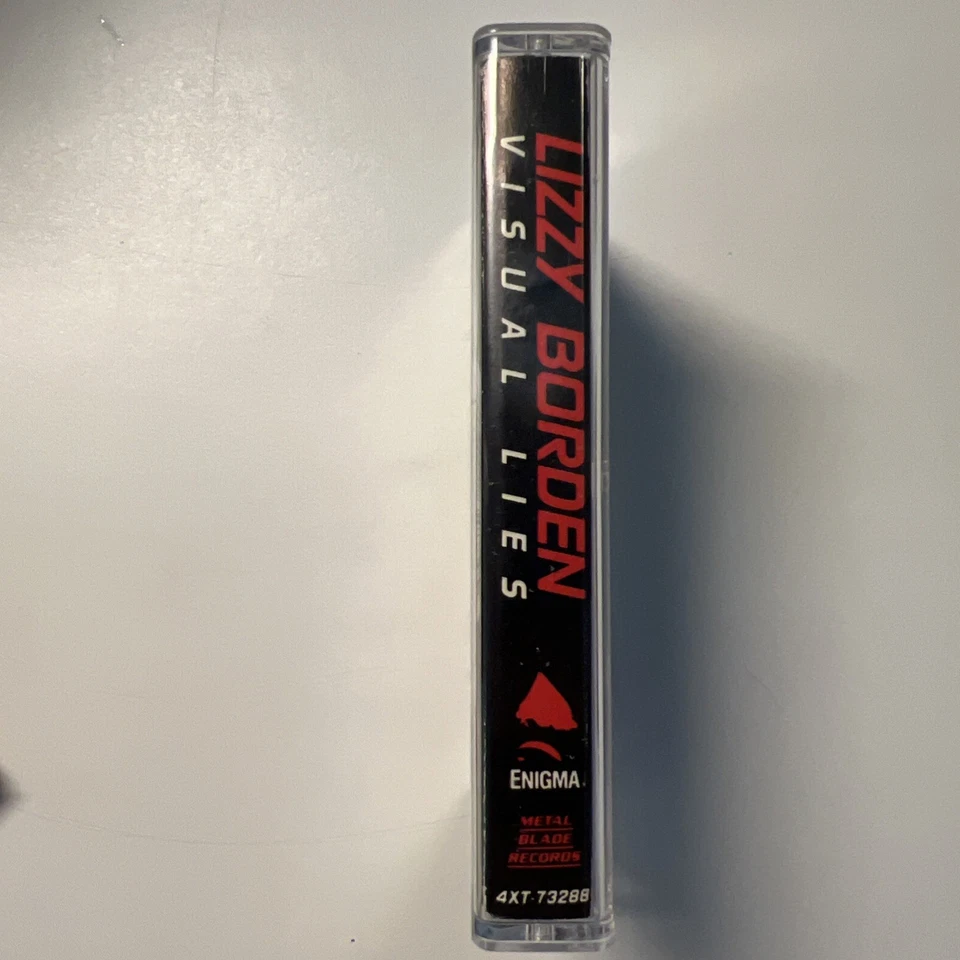 LIZZY BORDEN
VISUAL LIES
ENIGMA
METAL
BLADE
RECORDS
4XT-73288